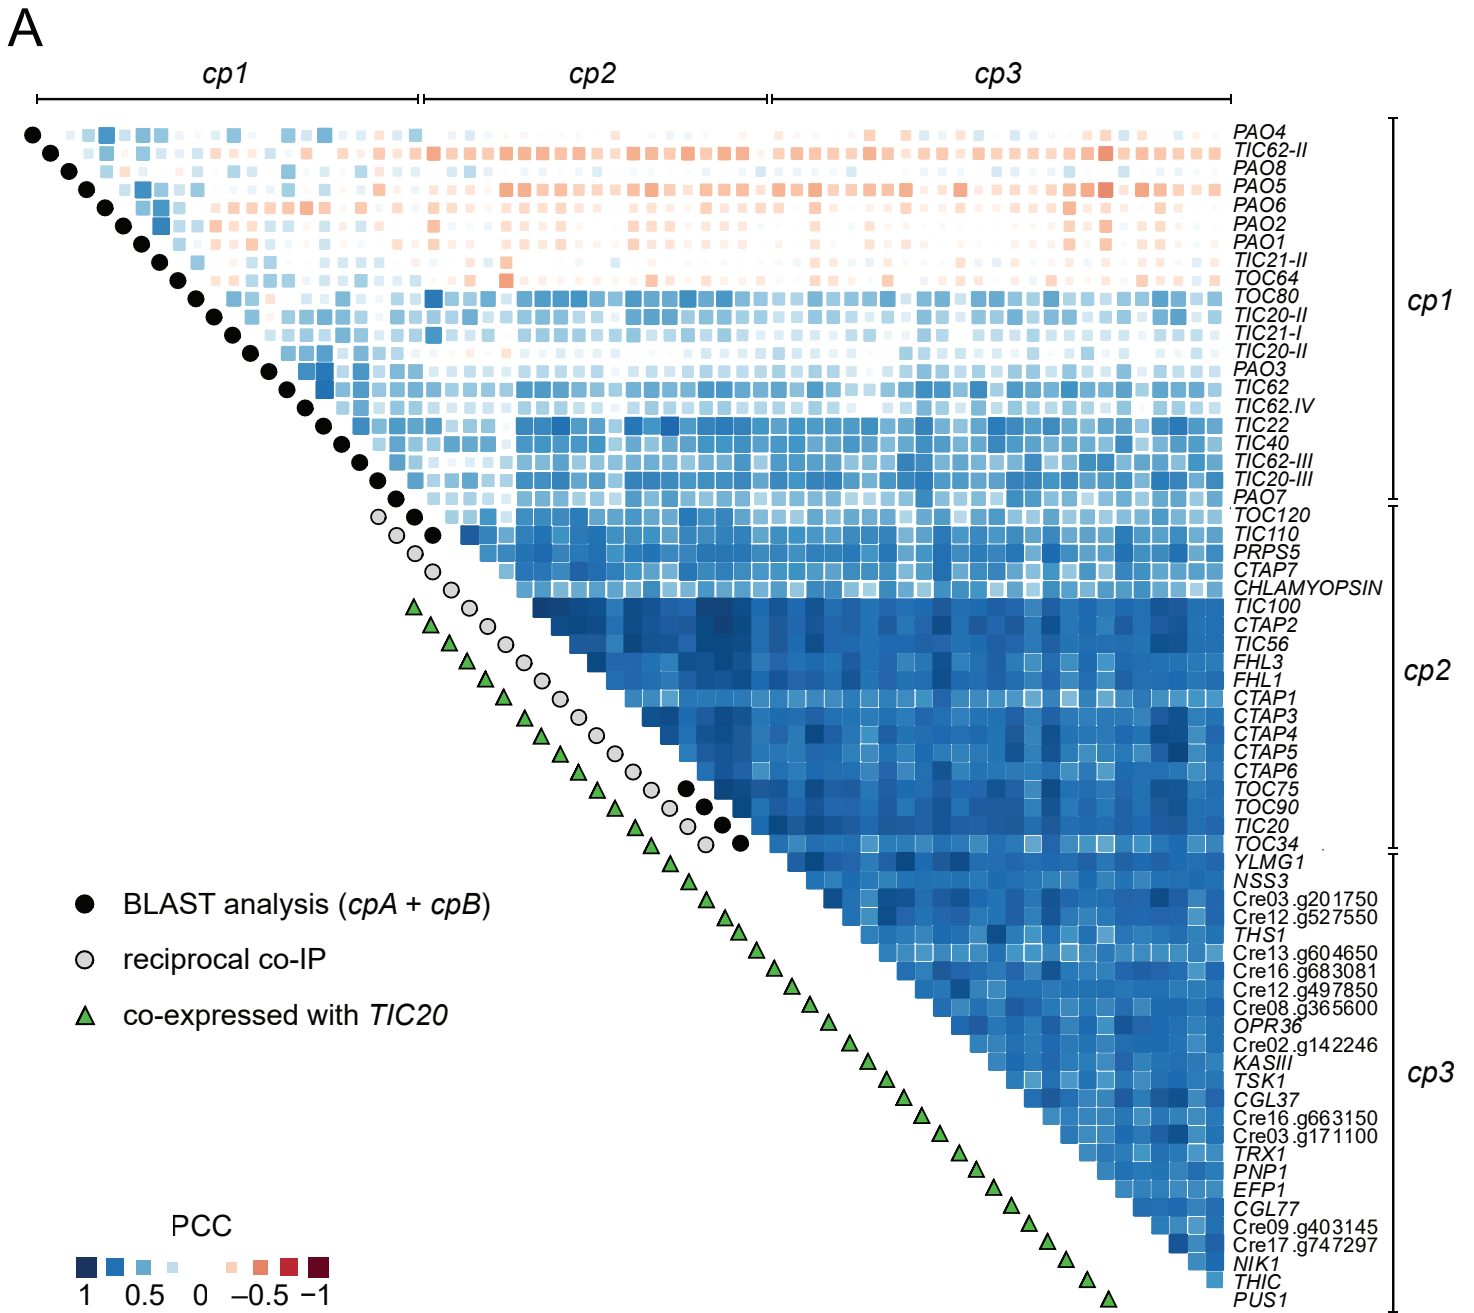 A
cp1 cp2 cp3
PAO4
TIC62-II
PAO8
PAO5
PAO6
PAO2
PAO1
TIC21-II
TOC64
TOC80
TIC20-II
TIC21-I
TIC20-II
PAO3
TIC62
TIC62.IV
TIC22
TIC40
TIC62-III
TIC20-III
PAO7
cp1
TOC120
TIC110
PRPS5
CTAP7
CHLAMYOPSIN
TIC100
CTAP2
TIC56
FHL3
FHL1
CTAP1
CTAP3
CTAP4
CTAP5
CTAP6
TOC75
TOC90
TIC20
TOC34
cp2
YLMG1
NSS3
Cre03.g201750
Cre12.g527550
THS1
Cre13.g604650
Cre16.g683081
Cre12.g497850
Cre08.g365600
OPR36
Cre02.g142246
KASIII
TSK1
CGL37
Cre16.g663150
Cre03.g171100
TRX1
PNP1
EFP1
CGL77
Cre09.g403145
Cre17.g747297
NIK1
THIC
PUS1
cp3
BLAST analysis (cpA + cpB)
reciprocal co-IP
co-expressed with TIC20
PCC
1 0.5 0 –0.5 –1